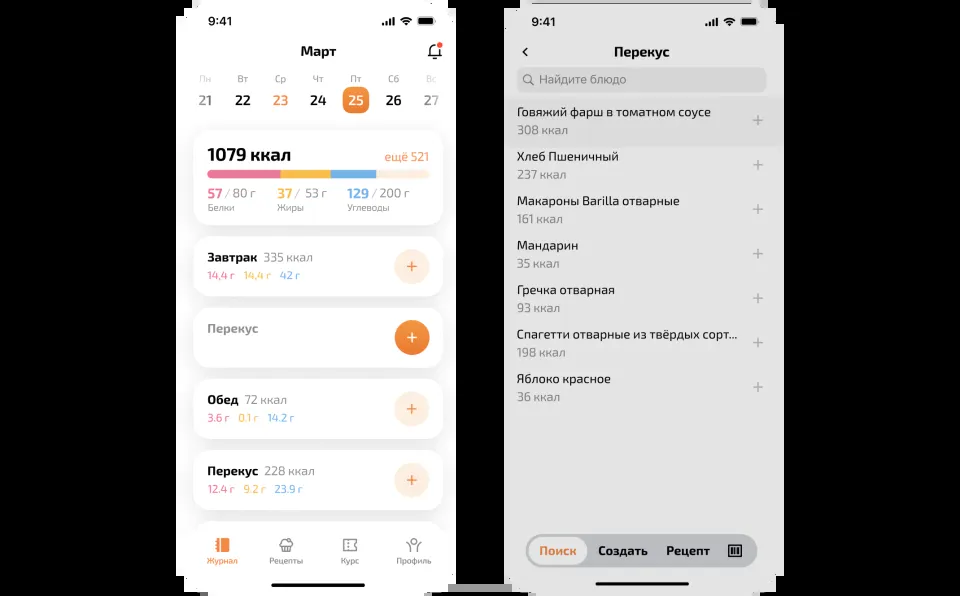 9:41
Март
Пн Вт Ср Чт Пт Сб Вс
21 22 23 24 25 26 27
1079 ккал ещё 521
57 / 80 г 37 / 53 г 129 / 200 г
Белки Жиры Углеводы
Завтрак 335 ккал
14,4 г 14,4 г 42 г
Перекус
Обед 72 ккал
3.6 г 0.1 г 14.2 г
Перекус 228 ккал
12.4 г 9.2 г 23.9 г
Журнал Рецепты Курс Профиль
9:41
Перекус
Найдите блюдо
Говяжий фарш в томатном соусе
308 ккал
Хлеб Пшеничный
237 ккал
Макароны Barilla отварные
161 ккал
Мандарин
35 ккал
Гречка отварная
93 ккал
Спагетти отварные из твёрдых сорт...
198 ккал
Яблоко красное
36 ккал
Поиск Создать Рецепт